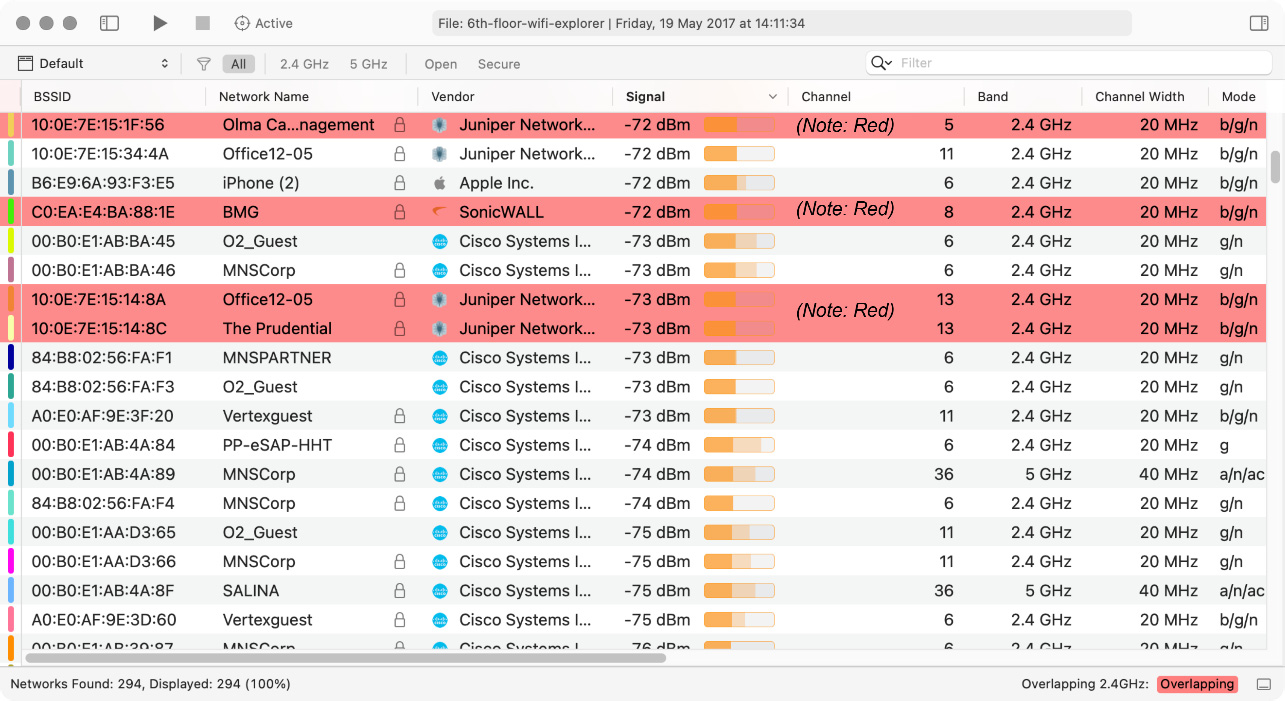 Active
File: 6th-floor-wifi-explorer | Friday, 19 May 2017 at 14:11:34
Default All 2.4 GHz 5 GHz Open Secure Filter
BSSID Network Name Vendor Signal Channel Band Channel Width Mode
10:0E:7E:15:1F:56 Olma Ca...nagement Juniper Network... -72 dBm (Note: Red) 5 2.4 GHz 20 MHz b/g/n
10:0E:7E:15:34:4A Office12-05 Juniper Network... -72 dBm 11 2.4 GHz 20 MHz b/g/n
B6:E9:6A:93:F3:E5 iPhone (2) Apple Inc. -72 dBm 6 2.4 GHz 20 MHz b/g/n
C0:EA:E4:BA:88:1E BMG SonicWALL -72 dBm (Note: Red) 8 2.4 GHz 20 MHz b/g/n
00:B0:E1:AB:BA:45 O2_Guest Cisco Systems I... -73 dBm 6 2.4 GHz 20 MHz g/n
00:B0:E1:AB:BA:46 MNSCorp Cisco Systems I... -73 dBm 6 2.4 GHz 20 MHz g/n
10:0E:7E:15:14:8A Office12-05 Juniper Network... -73 dBm 13 2.4 GHz 20 MHz b/g/n
(Note: Red)
10:0E:7E:15:14:8C The Prudential Juniper Network... -73 dBm 13 2.4 GHz 20 MHz b/g/n
84:B8:02:56:FA:F1 MNSPARTNER Cisco Systems I... -73 dBm 6 2.4 GHz 20 MHz g/n
84:B8:02:56:FA:F3 O2_Guest Cisco Systems I... -73 dBm 6 2.4 GHz 20 MHz g/n
A0:E0:AF:9E:3F:20 Vertexguest Cisco Systems I... -73 dBm 11 2.4 GHz 20 MHz b/g/n
00:B0:E1:AB:4A:84 PP-eSAP-HHT Cisco Systems I... -74 dBm 6 2.4 GHz 20 MHz g
00:B0:E1:AB:4A:89 MNSCorp Cisco Systems I... -74 dBm 36 5 GHz 40 MHz a/n/ac
84:B8:02:56:FA:F4 MNSCorp Cisco Systems I... -74 dBm 6 2.4 GHz 20 MHz g/n
00:B0:E1:AA:D3:65 O2_Guest Cisco Systems I... -75 dBm 11 2.4 GHz 20 MHz g/n
00:B0:E1:AA:D3:66 MNSCorp Cisco Systems I... -75 dBm 11 2.4 GHz 20 MHz g/n
00:B0:E1:AB:4A:8F SALINA Cisco Systems I... -75 dBm 36 5 GHz 40 MHz a/n/ac
A0:E0:AF:9E:3D:60 Vertexguest Cisco Systems I... -75 dBm 6 2.4 GHz 20 MHz b/g/n
Networks Found: 294, Displayed: 294 (100%) Overlapping 2.4GHz: Overlapping